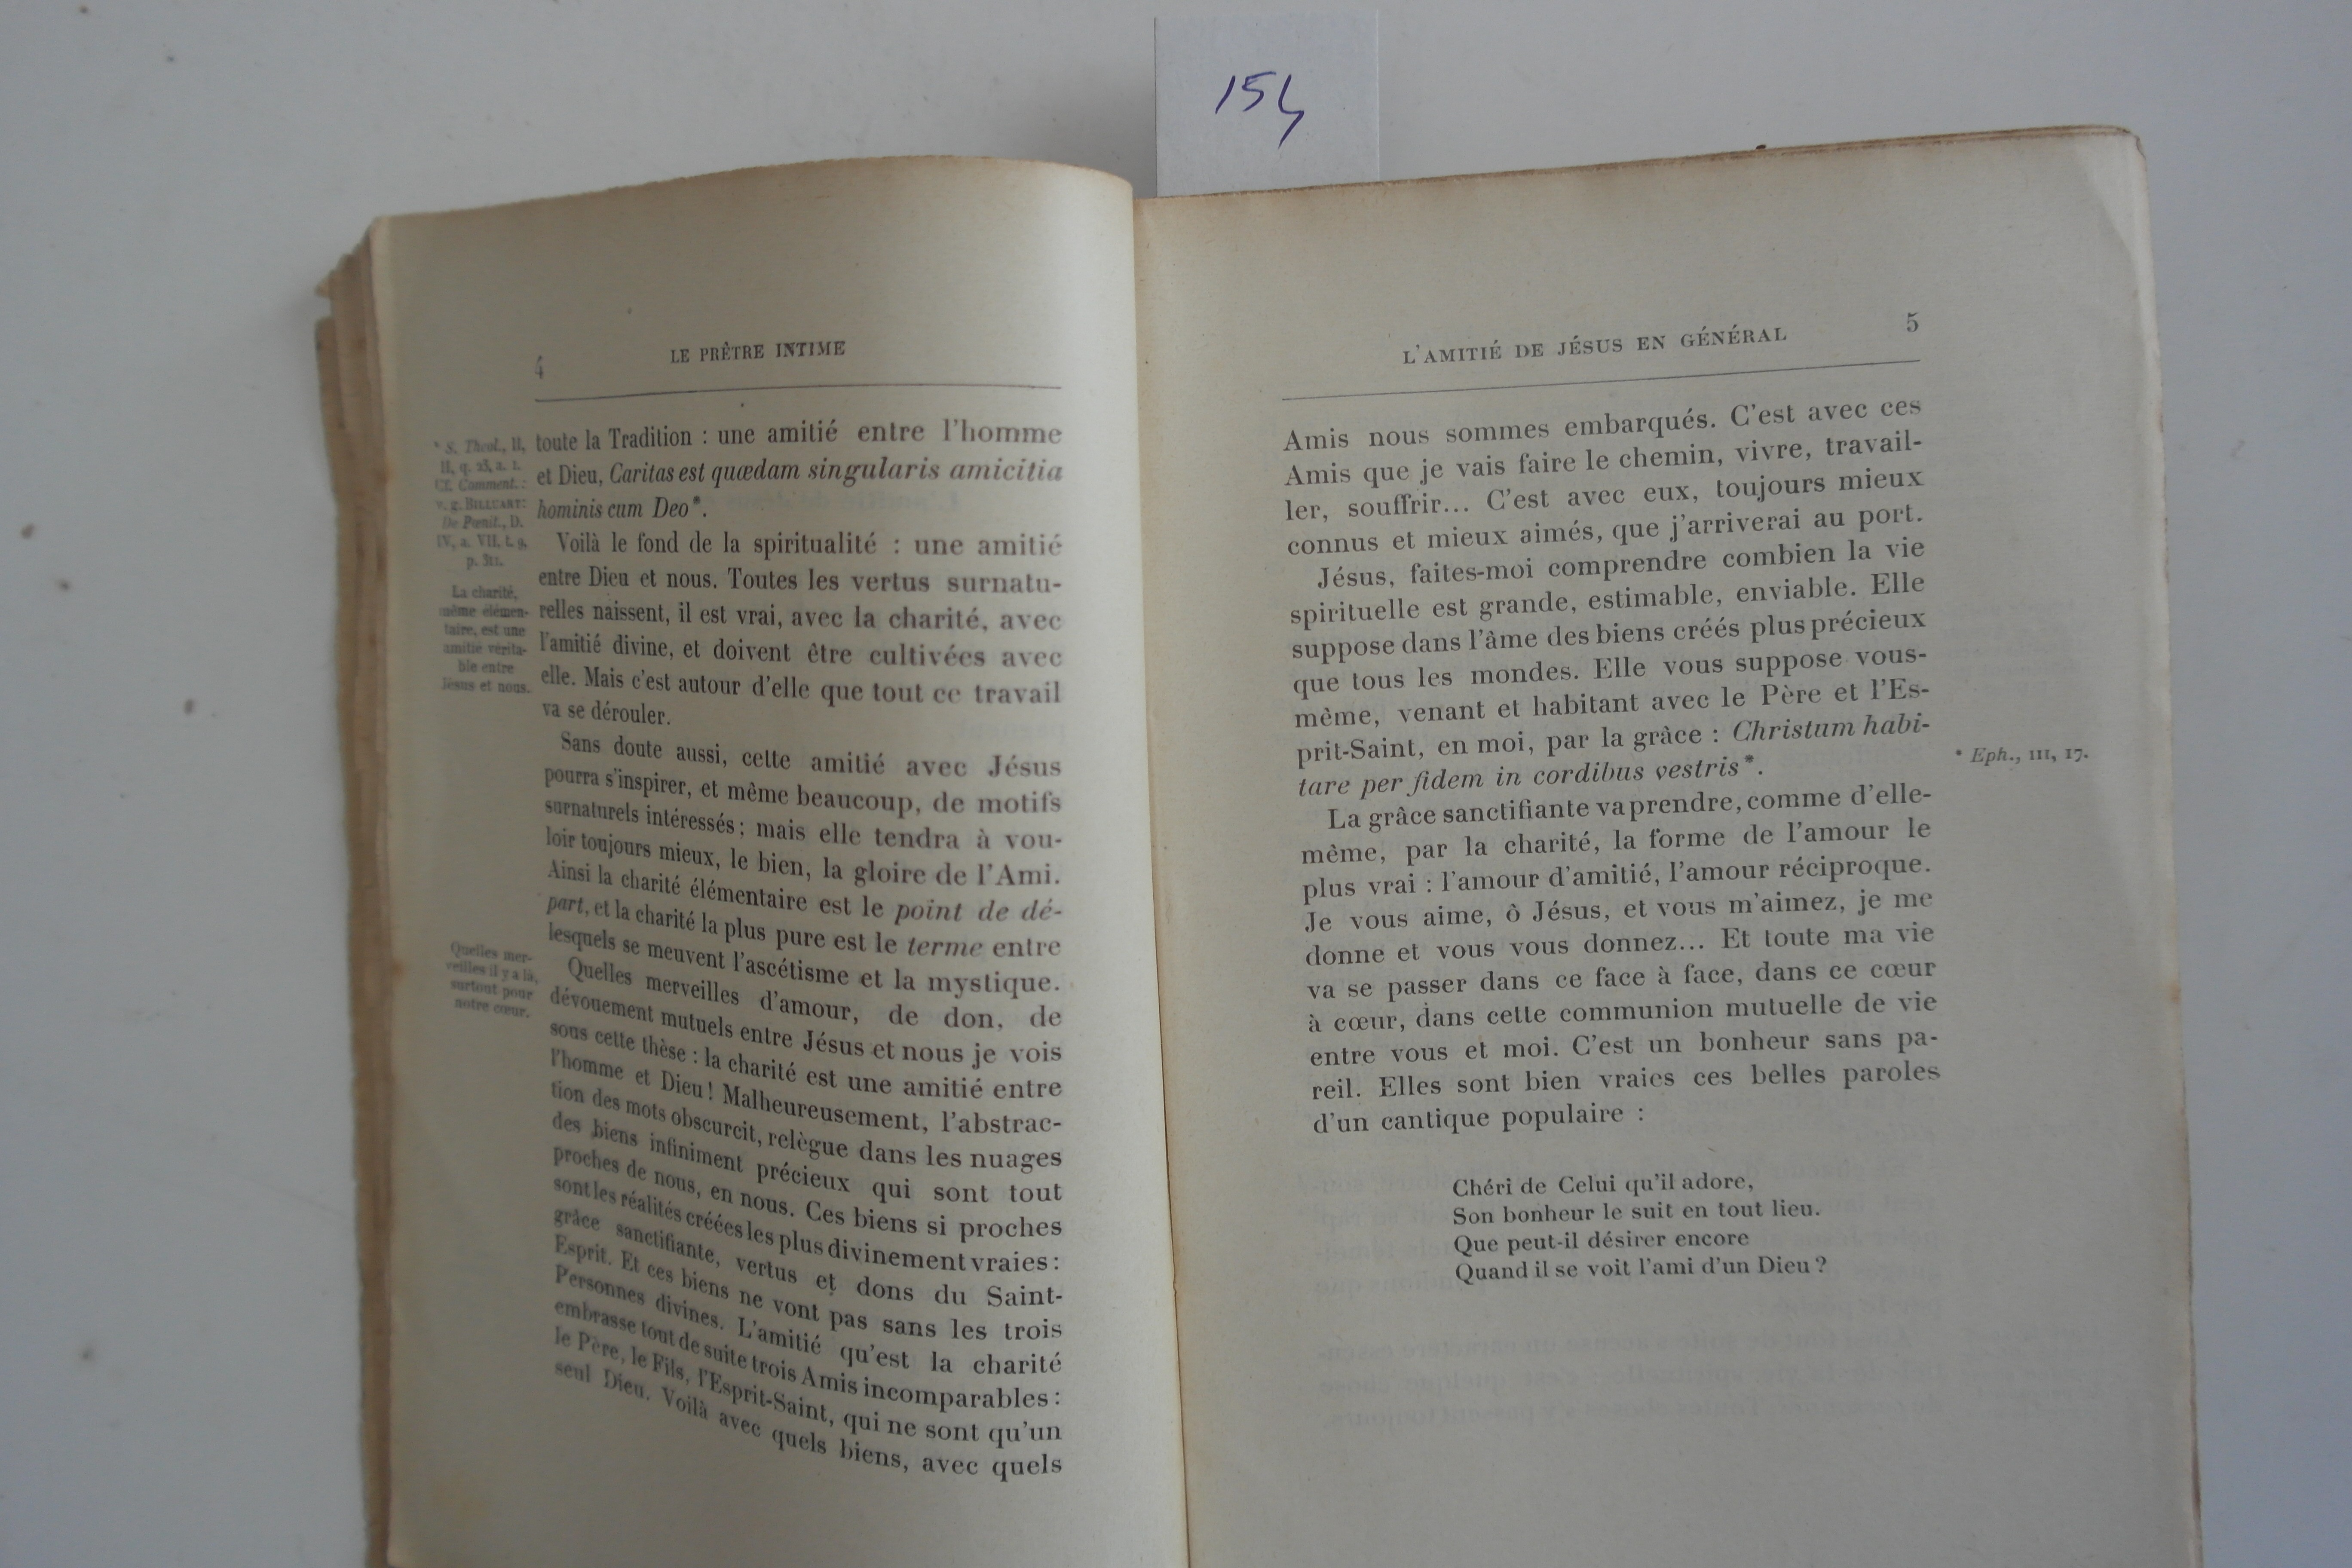 154
4
LE PRÊTRE INTIME
* S. Theol., II,
II, q. 23, a. 1.
Cf. Comment. :
v. g. BILLUART:
De Pœnit., D.
IV, a. VII, t. 9,
p. 311.
La charité,
même élémen-
taire, est une
amitié vérita-
ble entre
Jésus et nous.
Quelles mer-
veilles il y a là,
surtout pour
notre cœur.
toute la Tradition : une amitié entre l'homme
et Dieu, Caritas est quædam singularis amicitia
hominis cum Deo*.
Voilà le fond de la spiritualité : une amitié
entre Dieu et nous. Toutes les vertus surnatu-
relles naissent, il est vrai, avec la charité, avec
l'amitié divine, et doivent être cultivées avec
elle. Mais c'est autour d'elle que tout ce travail
va se dérouler.
Sans doute aussi, cette amitié avec Jésus
pourra s'inspirer, et même beaucoup, de motifs
surnaturels intéressés ; mais elle tendra à vou-
loir toujours mieux, le bien, la gloire de l'Ami.
Ainsi la charité élémentaire est le point de dé-
part, et la charité la plus pure est le terme entre
lesquels se meuvent l'ascétisme et la mystique.
Quelles merveilles d'amour, de don, de
dévouement mutuels entre Jésus et nous je vois
sous cette thèse : la charité est une amitié entre
l'homme et Dieu ! Malheureusement, l'abstrac-
tion des mots obscurcit, relègue dans les nuages
des biens infiniment précieux qui sont tout
proches de nous, en nous. Ces biens si proches
sont les réalités créées les plus divinement vraies :
grâce sanctifiante, vertus et dons du Saint-
Esprit. Et ces biens ne vont pas sans les trois
Personnes divines. L'amitié qu'est la charité
embrasse tout de suite trois Amis incomparables :
le Père, le Fils, l'Esprit-Saint, qui ne sont qu'un
seul Dieu. Voilà avec quels biens, avec quels
L'AMITIÉ DE JÉSUS EN GÉNÉRAL
5
Amis nous sommes embarqués. C'est avec ces
Amis que je vais faire le chemin, vivre, travail-
ler, souffrir... C'est avec eux, toujours mieux
connus et mieux aimés, que j'arriverai au port.
Jésus, faites-moi comprendre combien la vie
spirituelle est grande, estimable, enviable. Elle
suppose dans l'âme des biens créés plus précieux
que tous les mondes. Elle vous suppose vous-
même, venant et habitant avec le Père et l'Es-
prit-Saint, en moi, par la grâce : Christum habi-
tare per fidem in cordibus vestris*.
* Eph., III, 17.
La grâce sanctifiante va prendre, comme d'elle-
même, par la charité, la forme de l'amour le
plus vrai : l'amour d'amitié, l'amour réciproque.
Je vous aime, ô Jésus, et vous m'aimez, je me
donne et vous vous donnez... Et toute ma vie
va se passer dans ce face à face, dans ce cœur
à cœur, dans cette communion mutuelle de vie
entre vous et moi. C'est un bonheur sans pa-
reil. Elles sont bien vraies ces belles paroles
d'un cantique populaire :
Chéri de Celui qu'il adore,
Son bonheur le suit en tout lieu.
Que peut-il désirer encore
Quand il se voit l'ami d'un Dieu ?